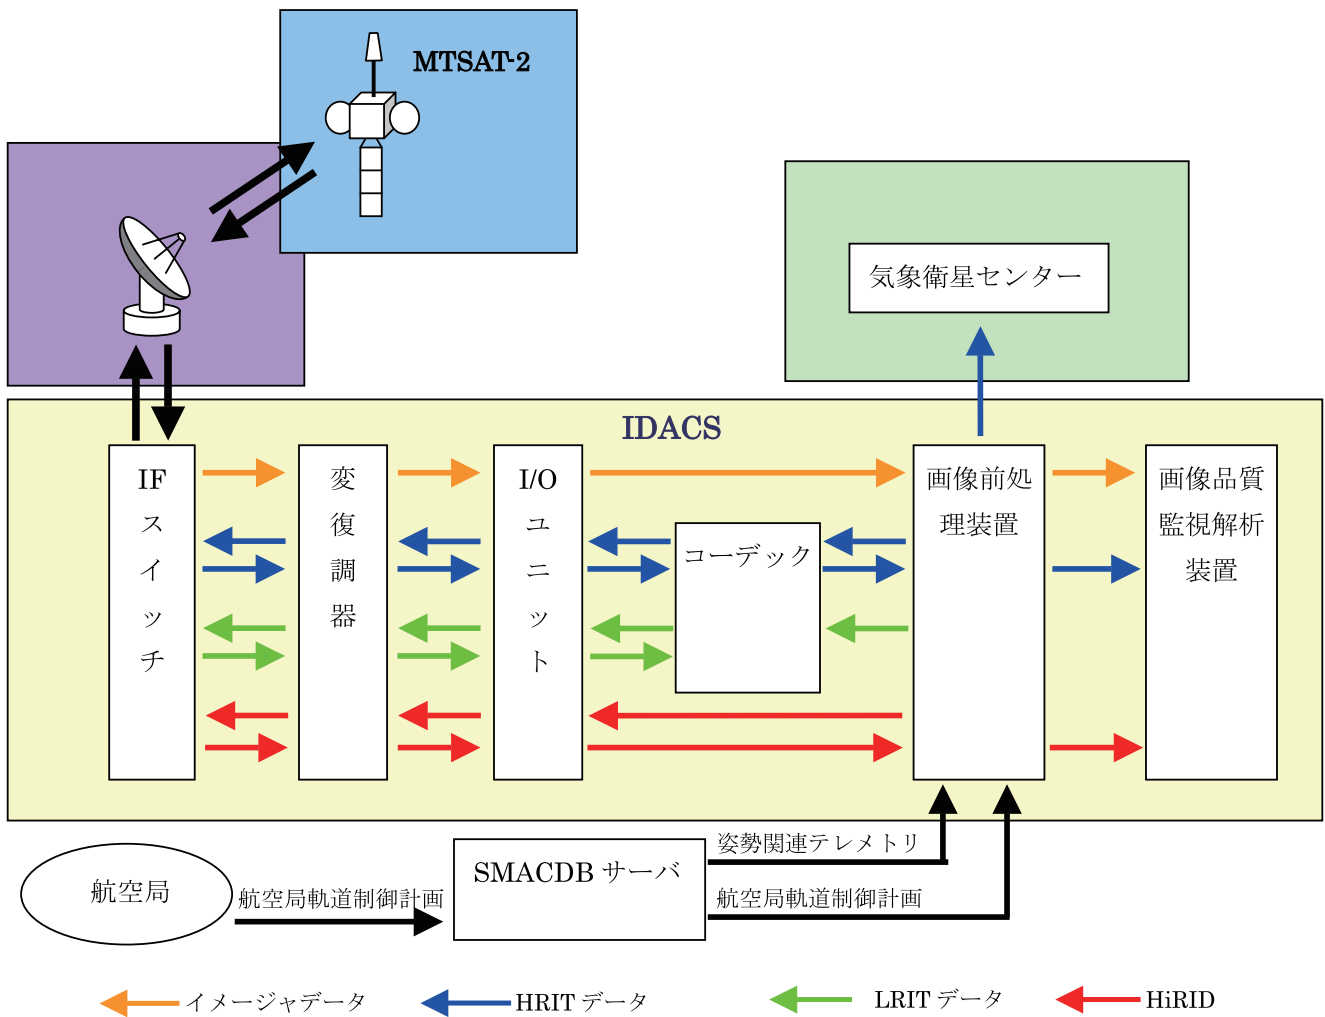 MTSAT-2
気象衛星センター
IDACS
IF
ス
イ
ッ
チ
変
復
調
器
I/O
ユ
ニ
ッ
ト
コーデック
画像前処
理装置
画像品質
監視解析
装置
航空局
航空局軌道制御計画
SMACDB サーバ
姿勢関連テレメトリ
航空局軌道制御計画
イメージャデータ
HRIT データ
LRIT データ
HiRID